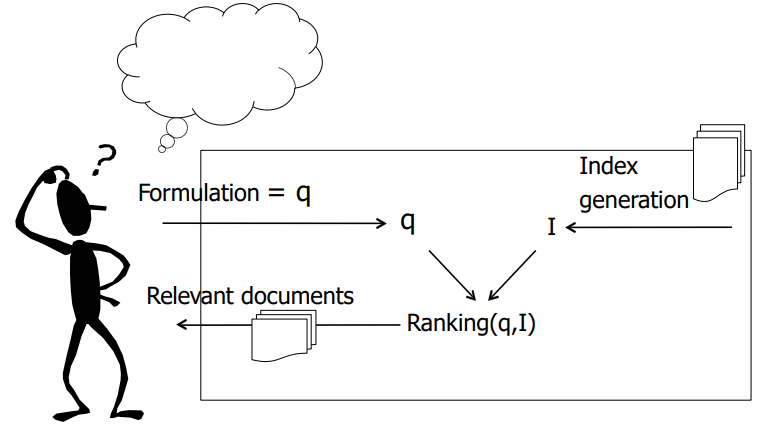 ?
Formulation = q
q
Index
generation
I
Relevant documents
Ranking(q,I)